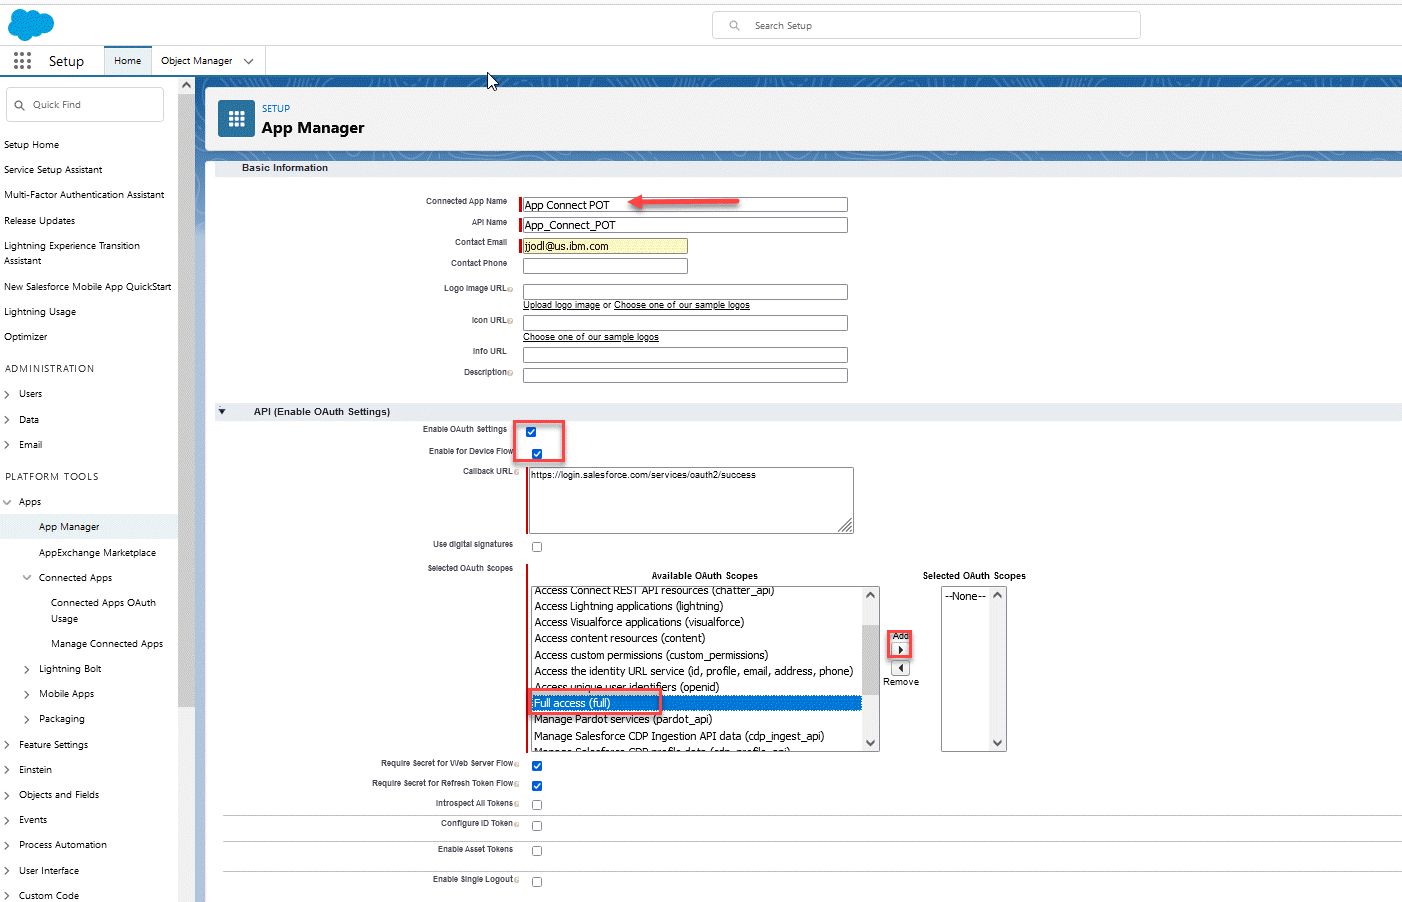 Search Setup
Setup
Home
Object Manager
Quick Find
Setup Home
Service Setup Assistant
Multi-Factor Authentication Assistant
Release Updates
Lightning Experience Transition
Assistant
New Salesforce Mobile App QuickStart
Lightning Usage
Optimizer
ADMINISTRATION
Users
Data
Email
PLATFORM TOOLS
Apps
App Manager
AppExchange Marketplace
Connected Apps
Connected Apps OAuth
Usage
Manage Connected Apps
Lightning Bolt
Mobile Apps
Packaging
Feature Settings
Einstein
Objects and Fields
Events
Process Automation
User Interface
Custom Code
SETUP
App Manager
Basic Information
Connected App Name App Connect POT
API Name App_Connect_POT
Contact Email jjodl@us.ibm.com
Contact Phone
Logo Image URL
Upload logo image or Choose one of our sample logos
Icon URL
Choose one of our sample logos
Info URL
Description
API (Enable OAuth Settings)
Enable OAuth Settings
Enable for Device Flow
Callback URL https://login.salesforce.com/services/oauth2/success
Use digital signatures
Selected OAuth Scopes
Available OAuth Scopes
Access Connect REST API resources (chatter_api)
Access Lightning applications (lightning)
Access Visualforce applications (visualforce)
Access content resources (content)
Access custom permissions (custom_permissions)
Access the identity URL service (id, profile, email, address, phone)
Access unique user identifiers (openid)
Full access (full)
Manage Pardot services (pardot_api)
Manage Salesforce CDP Ingestion API data (cdp_ingest_api)
Manage Salesforce CDP profile data (cdp_profile_api)
Add
Remove
Selected OAuth Scopes
--None--
Require Secret for Web Server Flow
Require Secret for Refresh Token Flow
Introspect All Tokens
Configure ID Token
Enable Asset Tokens
Enable Single Logout